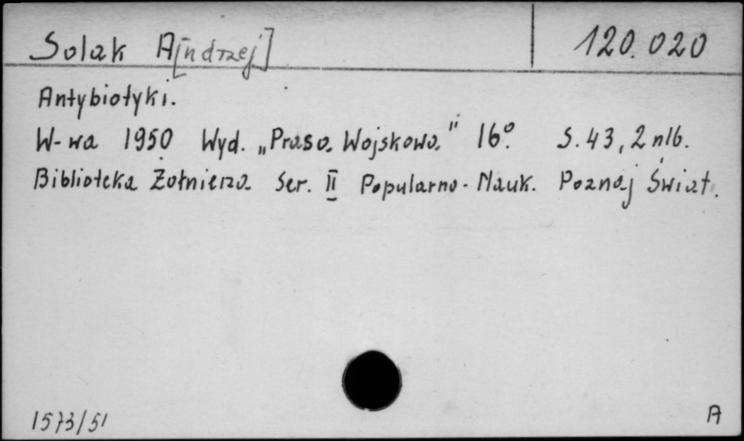 Solak A[ndrzej] 120.020
Antybiotyki.
W-wa 1950 Wyd. „Prasa Wojskowa" 16° S. 43, 2 nlb.
Biblioteka Żołnierza Ser. II Popularno-Nauk. Poznaj Świat.
1573/51 A